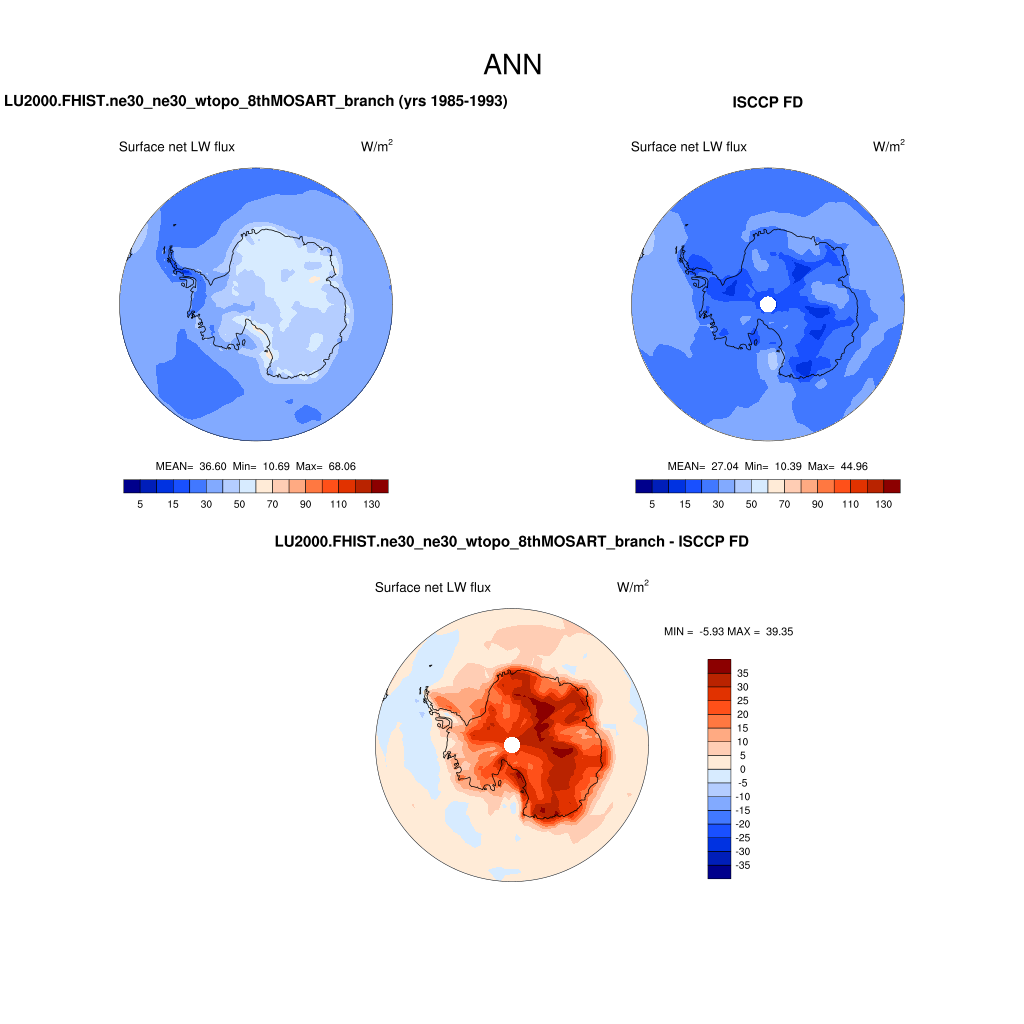 ANN
LU2000.FHIST.ne30_ne30_wtopo_8thMOSART_branch (yrs 1985-1993)
ISCCP FD
Surface net LW flux W/m²
Surface net LW flux W/m²
MEAN= 36.60 Min= 10.69 Max= 68.06
MEAN= 27.04 Min= 10.39 Max= 44.96
5 15 30 50 70 90 110 130
5 15 30 50 70 90 110 130
LU2000.FHIST.ne30_ne30_wtopo_8thMOSART_branch - ISCCP FD
Surface net LW flux W/m²
MIN = -5.93 MAX = 39.35
35
30
25
20
15
10
5
0
-5
-10
-15
-20
-25
-30
-35